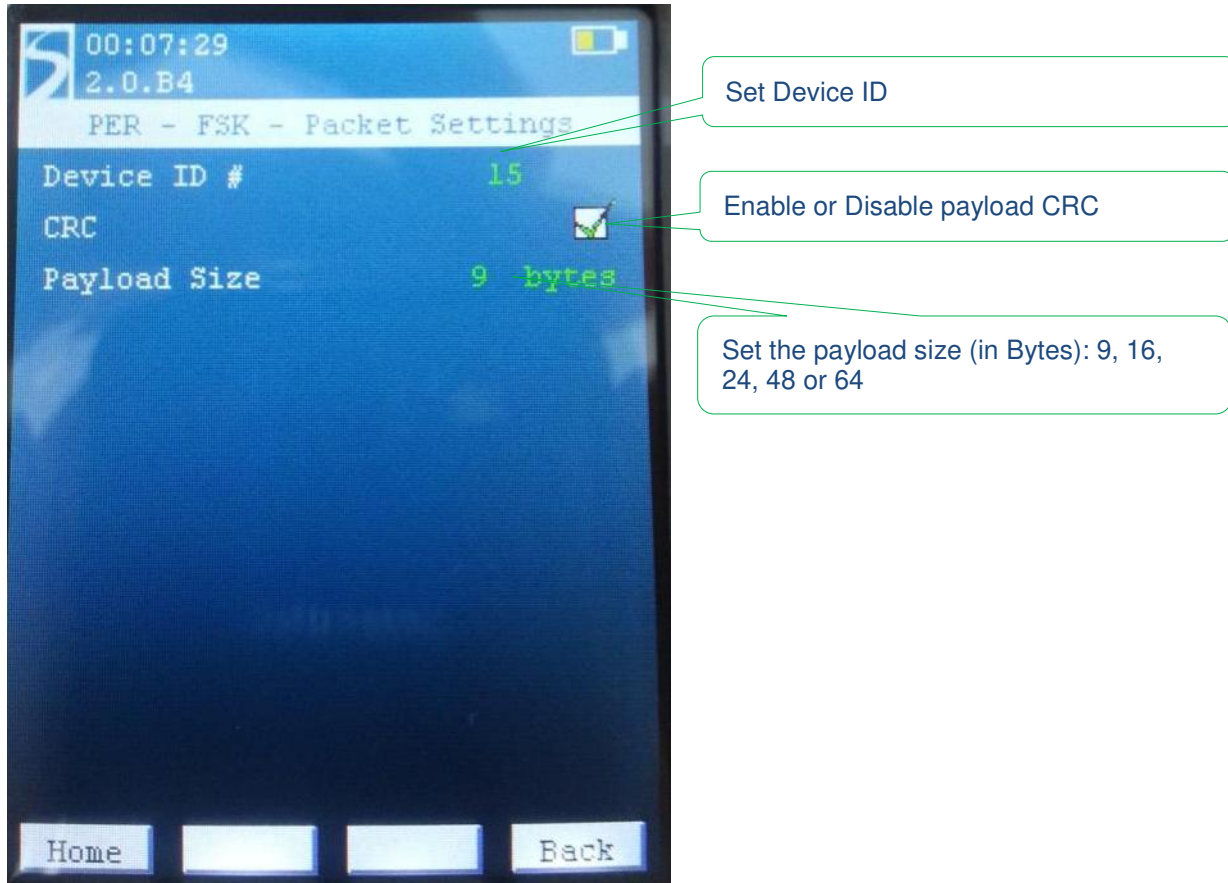 00:07:29
2.0.B4
PER - FSK - Packet Settings
Device ID # 15
CRC
Payload Size 9 bytes
Home Back
Set Device ID
Enable or Disable payload CRC
Set the payload size (in Bytes): 9, 16,
24, 48 or 64